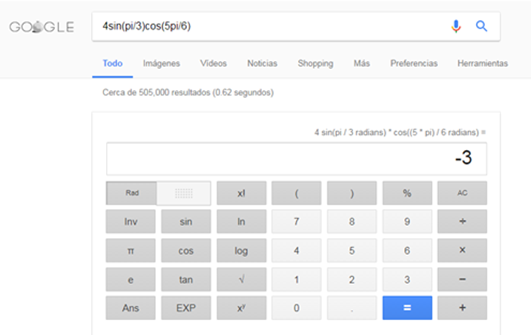 GOOGLE
4sin(pi/3)cos(5pi/6)
Todo Imágenes Vídeos Noticias Shopping Más Preferencias Herramientas
Cerca de 505,000 resultados (0.62 segundos)
4 sin(pi / 3 radians) * cos((5 * pi) / 6 radians) =
-3
Rad x! ( ) % AC
Inv sin ln 7 8 9 ÷
π cos log 4 5 6 ×
e tan √ 1 2 3 −
Ans EXP xʸ 0 . = +